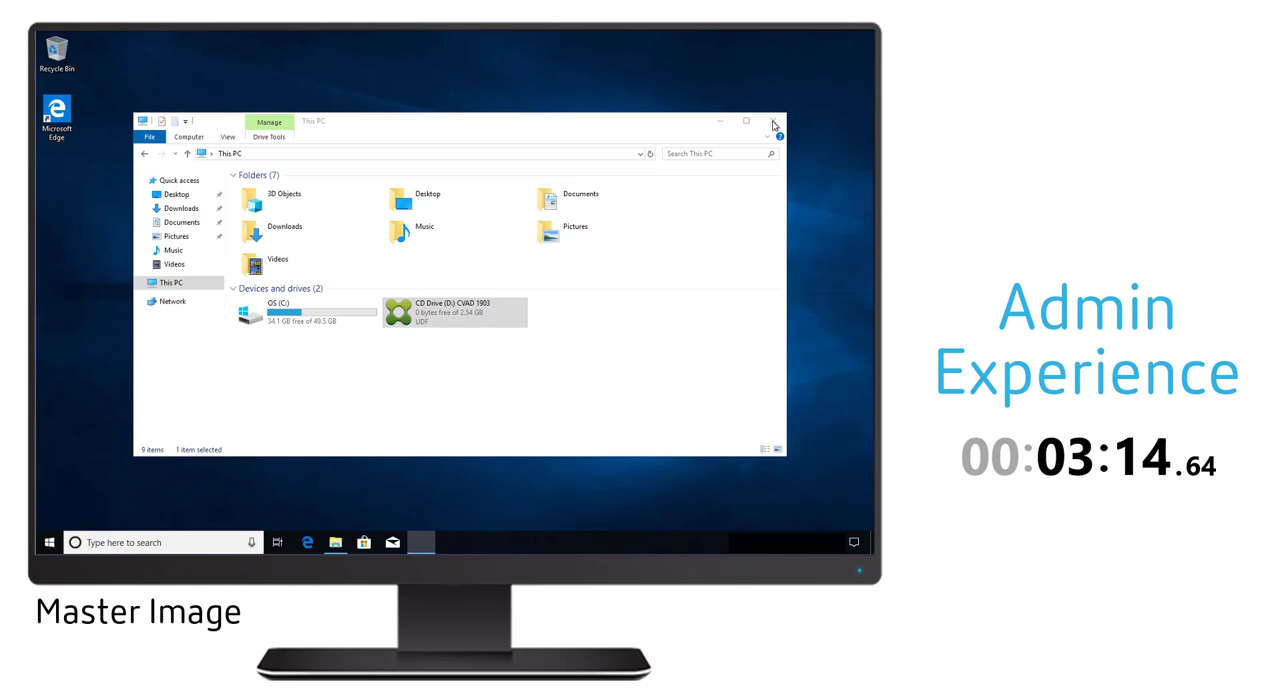 Recycle Bin
Microsoft
Edge
Manage
This PC
File
Computer
View
Drive Tools
This PC
Search This PC
Quick access
Desktop
Downloads
Documents
Pictures
Music
Videos
This PC
Network
Folders (7)
3D Objects
Desktop
Documents
Downloads
Music
Pictures
Videos
Devices and drives (2)
OS (C:)
34.1 GB free of 49.5 GB
CD Drive (D:) CVAD 1903
0 bytes free of 2.54 GB
UDF
9 items
1 item selected
Type here to search
Master Image
Admin
Experience
00:03:14.64